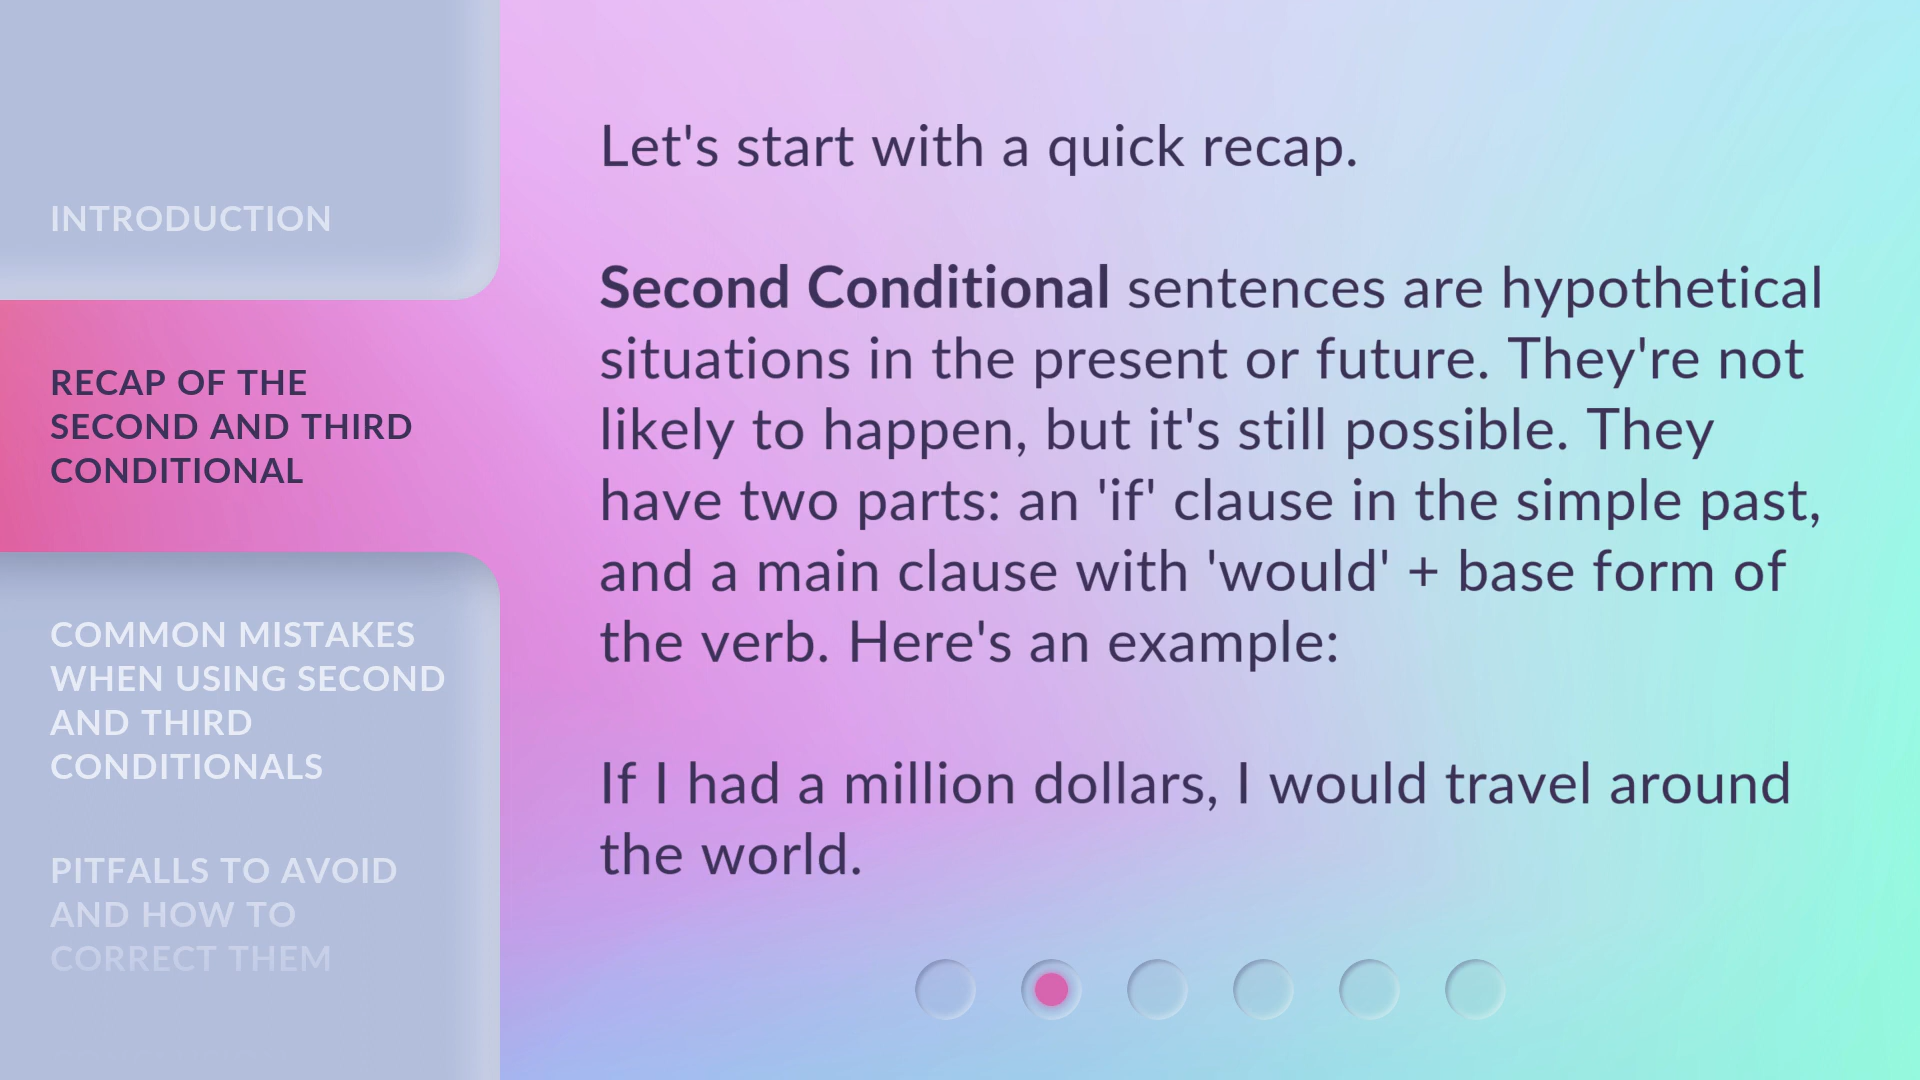 INTRODUCTION
RECAP OF THE
SECOND AND THIRD
CONDITIONAL
COMMON MISTAKES
WHEN USING SECOND
AND THIRD
CONDITIONALS
PITFALLS TO AVOID
AND HOW TO
CORRECT THEM
Let's start with a quick recap.
Second Conditional sentences are hypothetical
situations in the present or future. They're not
likely to happen, but it's still possible. They
have two parts: an 'if' clause in the simple past,
and a main clause with 'would' + base form of
the verb. Here's an example:
If I had a million dollars, I would travel around
the world.